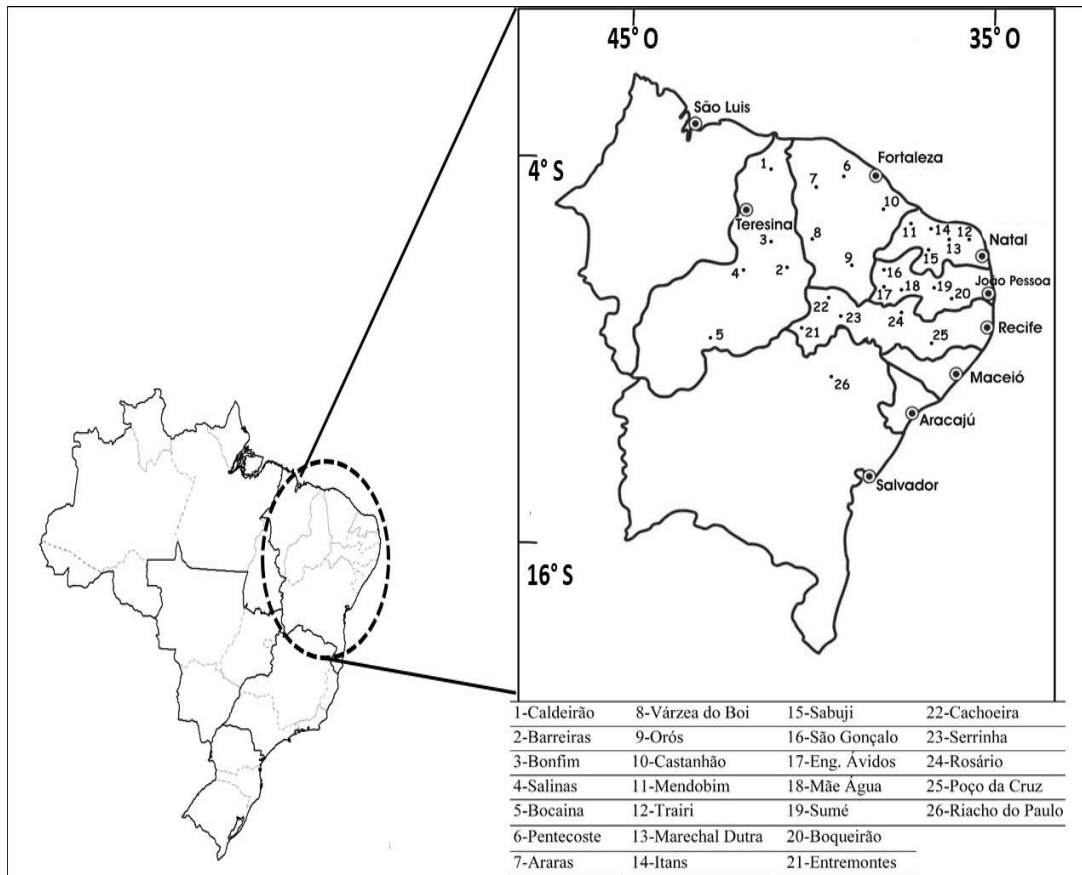 45° O 35° O
São Luis
4° S
1
7
6
Fortaleza
Teresina
10
3
8
11
14
12
Natal
13
15
4
2
9
16
João Pessoa
17
18
19
20
22
23
21
24
Recife
5
25
26
Maceió
Aracajú
Salvador
16° S
1-Caldeirão 8-Várzea do Boi 15-Sabuji 22-Cachoeira
2-Barreiras 9-Orós 16-São Gonçalo 23-Serrinha
3-Bonfim 10-Castanhão 17-Eng. Ávidos 24-Rosário
4-Salinas 11-Mendobim 18-Mãe Água 25-Poço da Cruz
5-Bocaina 12-Trairi 19-Sumé 26-Riacho do Paulo
6-Pentecoste 13-Marechal Dutra 20-Boqueirão
7-Araras 14-Itans 21-Entremontes